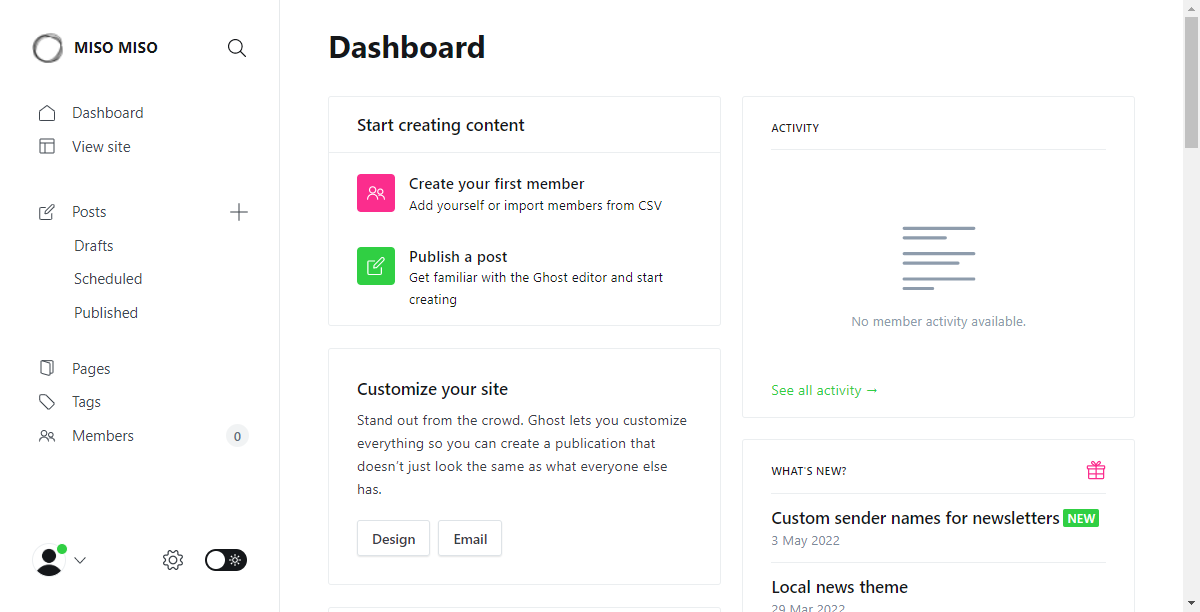 MISO MISO
Dashboard
View site
Posts
Drafts
Scheduled
Published
Pages
Tags
Members
0
Dashboard
Start creating content
Create your first member
Add yourself or import members from CSV
Publish a post
Get familiar with the Ghost editor and start
creating
Customize your site
Stand out from the crowd. Ghost lets you customize
everything so you can create a publication that
doesn't just look the same as what everyone else
has.
Design
Email
ACTIVITY
No member activity available.
See all activity →
WHAT'S NEW?
Custom sender names for newsletters NEW
3 May 2022
Local news theme
29 Mar 2022